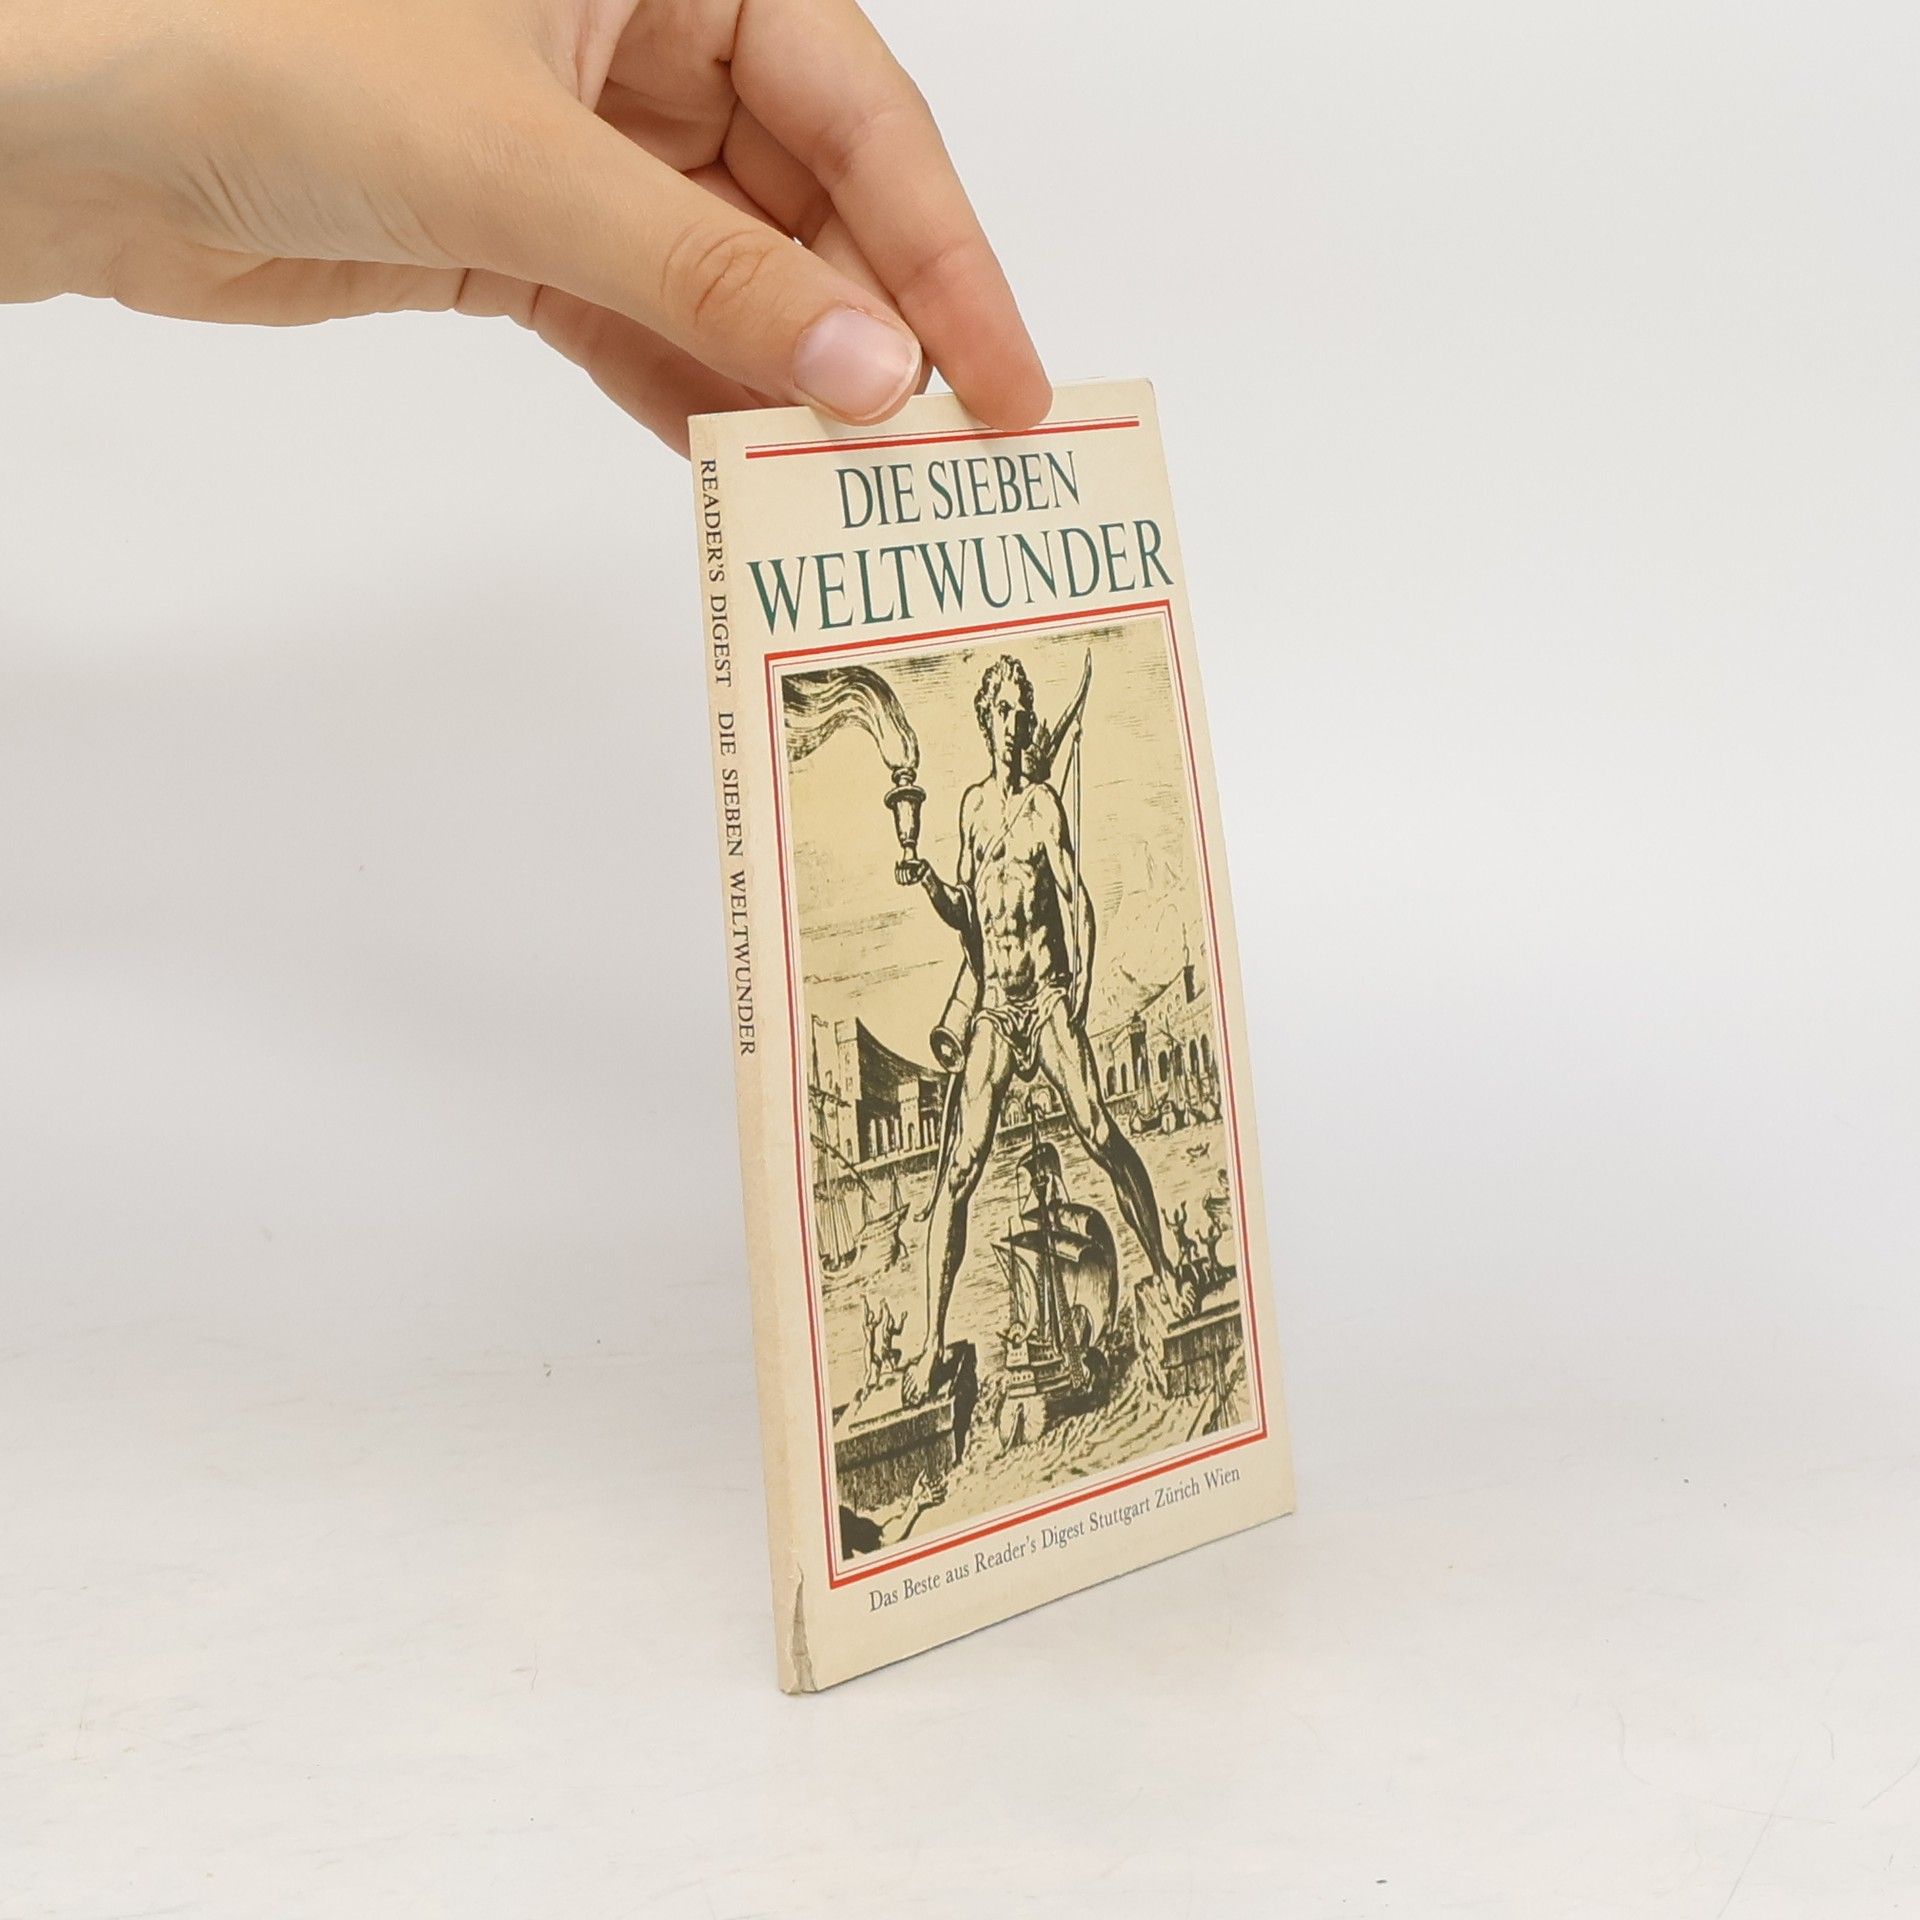 DIE SIEBEN
WELTWUNDER
Das Beste aus Reader's Digest Stuttgart Zürich Wien
READER'S DIGEST DIE SIEBEN WELTWUNDER